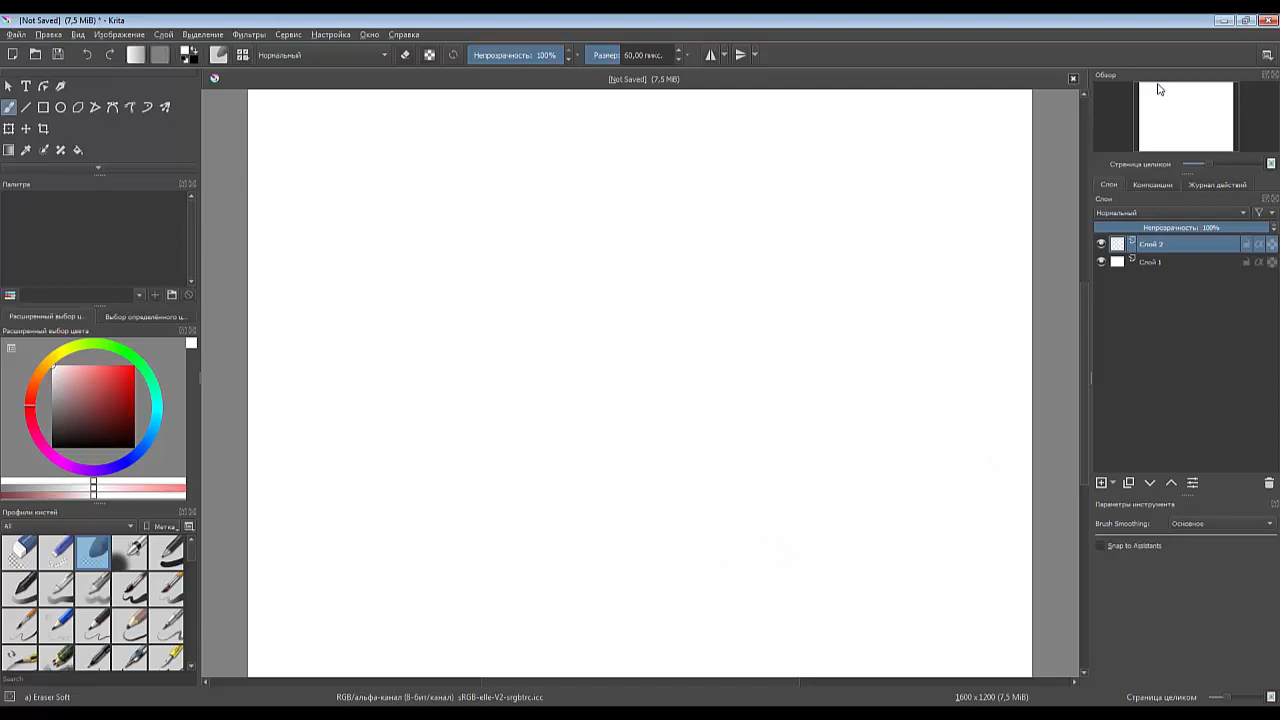 [Not Saved] (7,5 MiB) * - Krita
Файл Правка Вид Изображение Слой Выделение Фильтры Сервис Настройка Окно Справка
Нормальный Непрозрачность: 100% Размер: 60,00 пикс.
[Not Saved] (7,5 MiB)
Обзор
Страница целиком
Палитра
Слои Композиции Журнал действий
Слои
Нормальный
Непрозрачность: 100%
Слой 2
Слой 1
Расширенный выбор ц... Выбор определённого ц...
Расширенный выбор цвета
Параметры инструмента
Brush Smoothing: Основное
Snap to Assistants
Профили кистей
All Метка
Search
a) Eraser Soft
RGB/альфа-канал (8-бит/канал) sRGB-elle-V2-srgbtrc.icc
1600 x 1200 (7,5 MiB)
Страница целиком